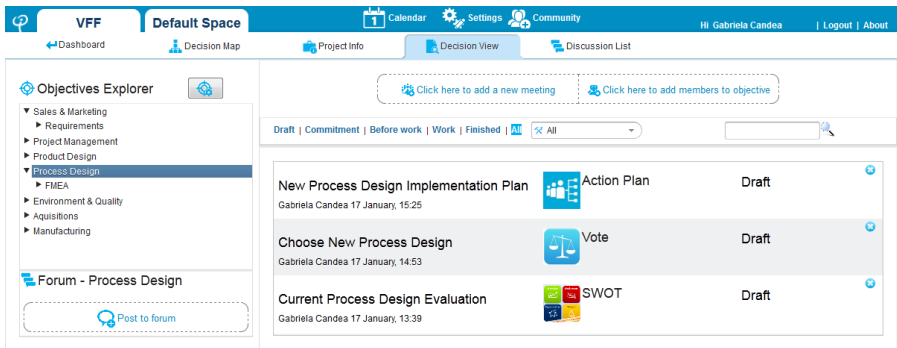 VFF
Default Space
1 Calendar
Settings
Community
Hi Gabriela Candea | Logout | About
Dashboard
Decision Map
Project Info
Decision View
Discussion List
Objectives Explorer
Sales & Marketing
Requirements
Project Management
Product Design
Process Design
FMEA
Environment & Quality
Aquisitions
Manufacturing
Forum - Process Design
Post to forum
Click here to add a new meeting
Click here to add members to objective
Draft | Commitment | Before work | Work | Finished | All
All
New Process Design Implementation Plan
Gabriela Candea 17 January, 15:25
Action Plan
Draft
Choose New Process Design
Gabriela Candea 17 January, 14:53
Vote
Draft
Current Process Design Evaluation
Gabriela Candea 17 January, 13:39
SWOT
Draft